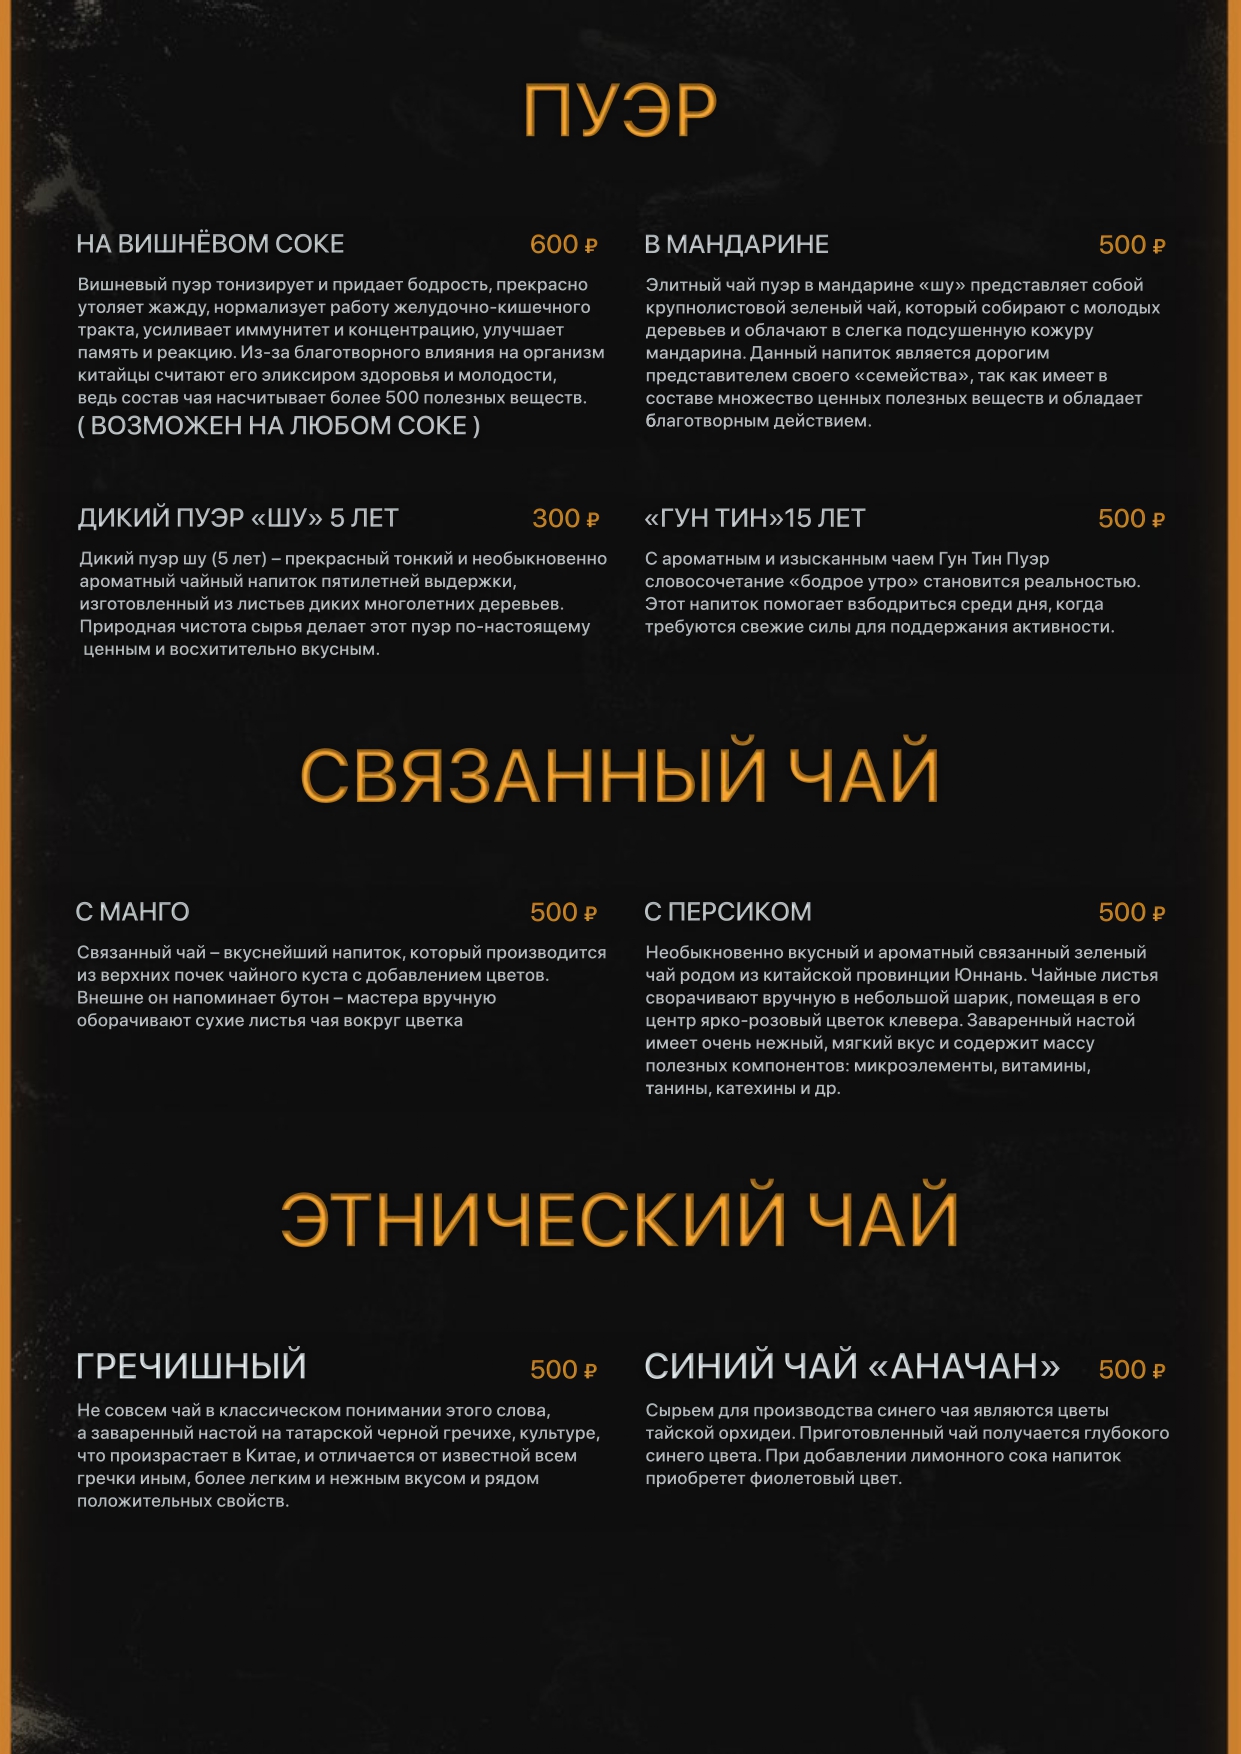 ПУЭР
НА ВИШНЁВОМ СОКЕ 600 ₽
Вишневый пуэр тонизирует и придает бодрость, прекрасно
утоляет жажду, нормализует работу желудочно-кишечного
тракта, усиливает иммунитет и концентрацию, улучшает
память и реакцию. Из-за благотворного влияния на организм
китайцы считают его эликсиром здоровья и молодости,
ведь состав чая насчитывает более 500 полезных веществ.
( ВОЗМОЖЕН НА ЛЮБОМ СОКЕ )
В МАНДАРИНЕ 500 ₽
Элитный чай пуэр в мандарине «шу» представляет собой
крупнолистовой зеленый чай, который собирают с молодых
деревьев и облачают в слегка подсушенную кожуру
мандарина. Данный напиток является дорогим
представителем своего «семейства», так как имеет в
составе множество ценных полезных веществ и обладает
благотворным действием.
ДИКИЙ ПУЭР «ШУ» 5 ЛЕТ 300 ₽
Дикий пуэр шу (5 лет) – прекрасный тонкий и необыкновенно
ароматный чайный напиток пятилетней выдержки,
изготовленный из листьев диких многолетних деревьев.
Природная чистота сырья делает этот пуэр по-настоящему
ценным и восхитительно вкусным.
«ГУН ТИН»15 ЛЕТ 500 ₽
С ароматным и изысканным чаем Гун Тин Пуэр
словосочетание «бодрое утро» становится реальностью.
Этот напиток помогает взбодриться среди дня, когда
требуются свежие силы для поддержания активности.
СВЯЗАННЫЙ ЧАЙ
С МАНГО 500 ₽
Связанный чай – вкуснейший напиток, который производится
из верхних почек чайного куста с добавлением цветов.
Внешне он напоминает бутон – мастера вручную
оборачивают сухие листья чая вокруг цветка
С ПЕРСИКОМ 500 ₽
Необыкновенно вкусный и ароматный связанный зеленый
чай родом из китайской провинции Юннань. Чайные листья
сворачивают вручную в небольшой шарик, помещая в его
центр ярко-розовый цветок клевера. Заваренный настой
имеет очень нежный, мягкий вкус и содержит массу
полезных компонентов: микроэлементы, витамины,
танины, катехины и др.
ЭТНИЧЕСКИЙ ЧАЙ
ГРЕЧИШНЫЙ 500 ₽
Не совсем чай в классическом понимании этого слова,
а заваренный настой на татарской черной гречихе, культуре,
что произрастает в Китае, и отличается от известной всем
гречки иным, более легким и нежным вкусом и рядом
положительных свойств.
СИНИЙ ЧАЙ «АНАЧАН» 500 ₽
Сырьем для производства синего чая являются цветы
тайской орхидеи. Приготовленный чай получается глубокого
синего цвета. При добавлении лимонного сока напиток
приобретет фиолетовый цвет.